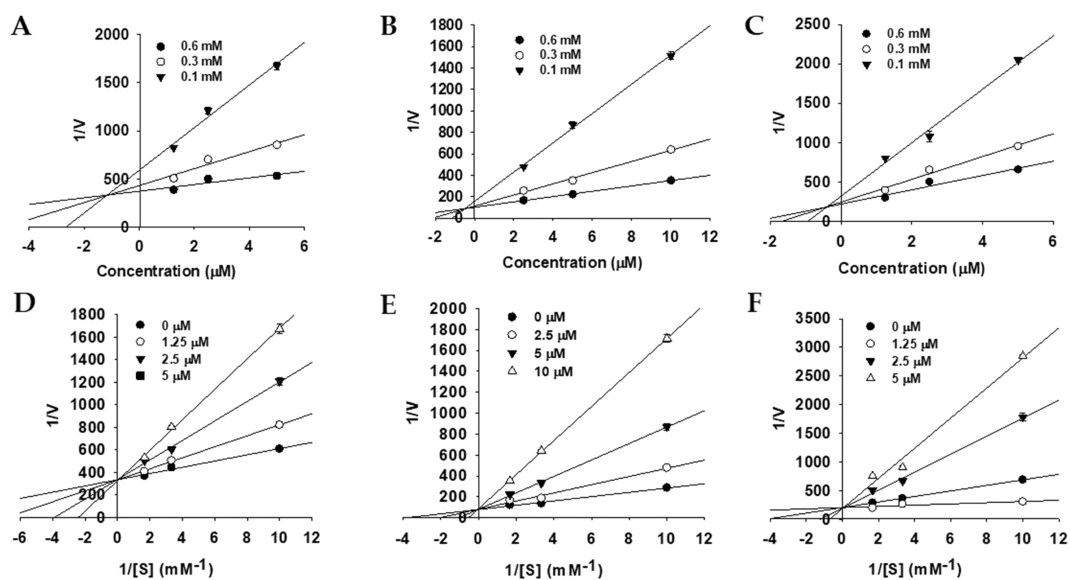 A
2000
1500
1000
500
0
-4 -2 0 2 4 6
1/V
Concentration (μM)
0.6 mM
0.3 mM
0.1 mM
B
1800
1600
1400
1200
1000
800
600
400
200
0
-2 0 2 4 6 8 10 12
1/V
Concentration (μM)
0.6 mM
0.3 mM
0.1 mM
C
2500
2000
1500
1000
500
0
-2 0 2 4 6
1/V
Concentration (μM)
0.6 mM
0.3 mM
0.1 mM
D
1800
1600
1400
1200
1000
800
600
400
200
0
-6 -4 -2 0 2 4 6 8 10 12
1/V
1/[S] (mM-1)
0 μM
1.25 μM
2.5 μM
5 μM
E
2000
1800
1600
1400
1200
1000
800
600
400
200
0
-4 -2 0 2 4 6 8 10 12
1/V
1/[S] (mM-1)
0 μM
2.5 μM
5 μM
10 μM
F
3500
3000
2500
2000
1500
1000
500
0
-4 -2 0 2 4 6 8 10 12
1/V
1/[S] (mM-1)
0 μM
1.25 μM
2.5 μM
5 μM